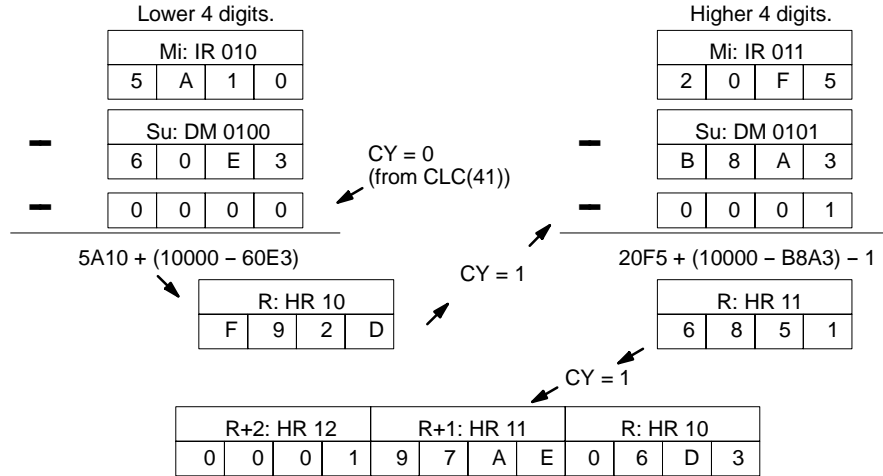 Lower 4 digits. Higher 4 digits.
Mi: IR 010 Mi: IR 011
5 A 1 0 2 0 F 5
Su: DM 0100 Su: DM 0101
– 6 0 E 3 CY = 0 – B 8 A 3
(from CLC(41))
– 0 0 0 0 – 0 0 0 1
5A10 + (10000 – 60E3) 20F5 + (10000 – B8A3) – 1
CY = 1
R: HR 10 R: HR 11
F 9 2 D 6 8 5 1
CY = 1
R+2: HR 12 R+1: HR 11 R: HR 10
0 0 0 1 9 7 A E 0 6 D 3